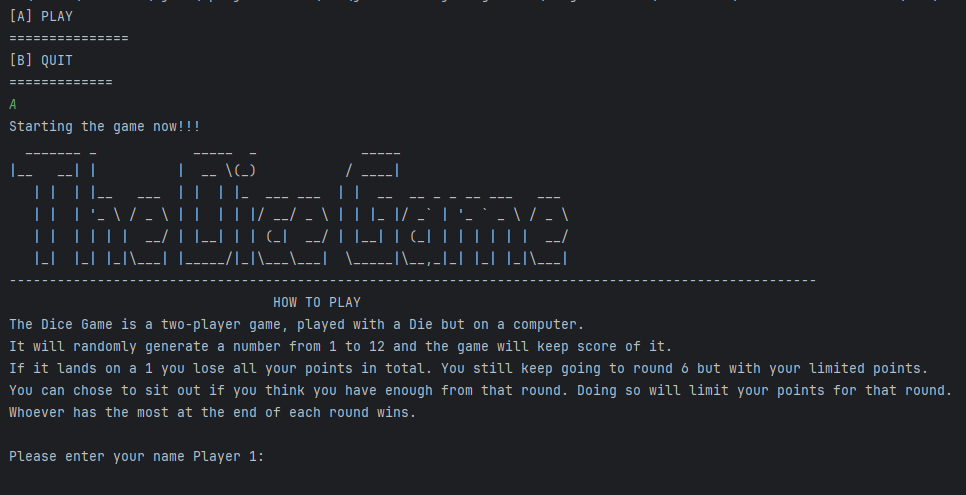 [A] PLAY
===============
[B] QUIT
=============
A
Starting the game now!!!
The Dice Game
-----------------------------------------------------------------------------------------------------
HOW TO PLAY
The Dice Game is a two-player game, played with a Die but on a computer.
It will randomly generate a number from 1 to 12 and the game will keep score of it.
If it lands on a 1 you lose all your points in total. You still keep going to round 6 but with your limited points.
You can chose to sit out if you think you have enough from that round. Doing so will limit your points for that round.
Whoever has the most at the end of each round wins.
Please enter your name Player 1: